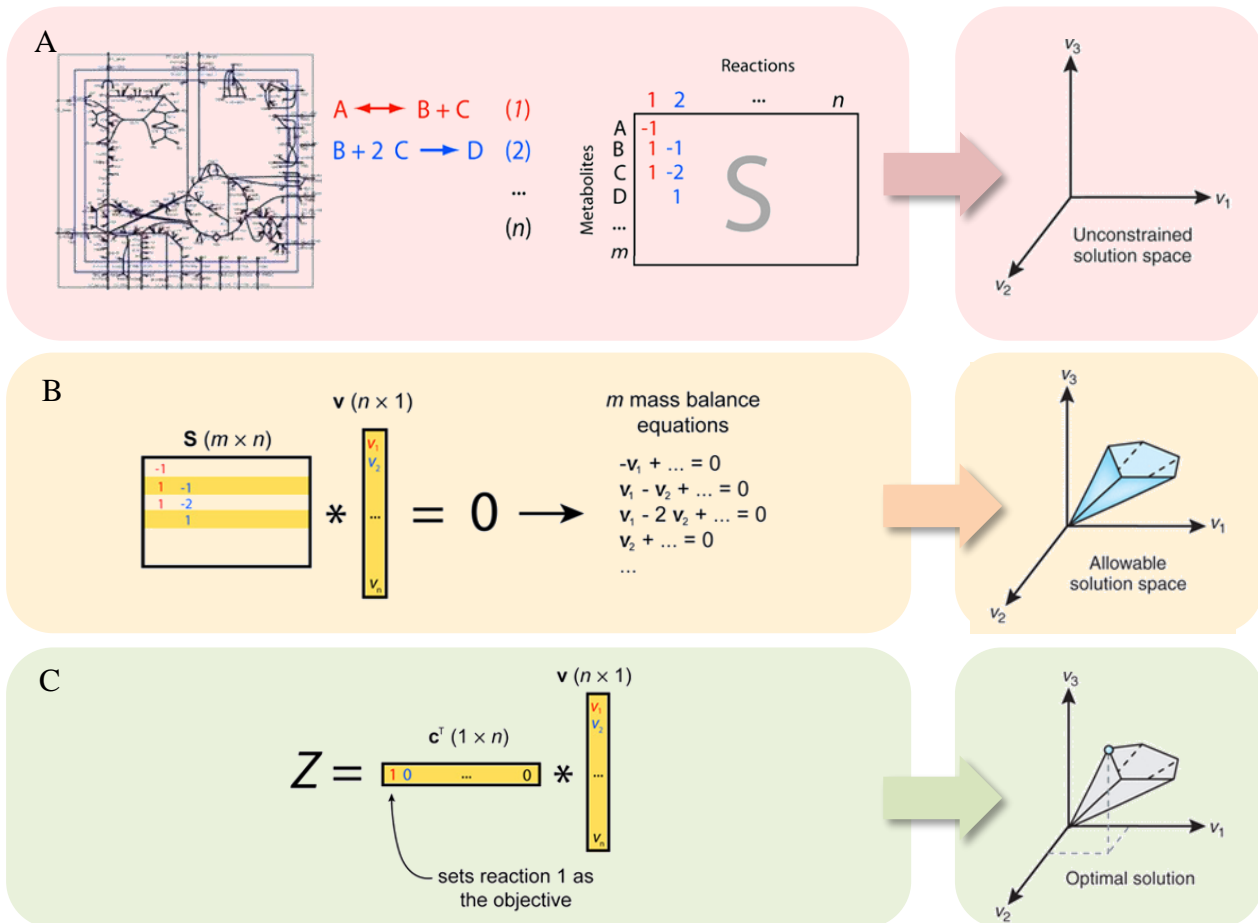 A
A ↔ B + C (1)
B + 2 C → D (2)
...
(n)
Reactions
1 2 ... n
Metabolites
A -1
B 1 -1
C 1 -2
D 1
...
m
S
v3
v1
v2
Unconstrained
solution space
B
S (m × n)
-1
1 -1
1 -2
1
*
v (n × 1)
v1
v2
...
vn
= 0 →
m mass balance
equations
-v1 + ... = 0
v1 - v2 + ... = 0
v1 - 2 v2 + ... = 0
v2 + ... = 0
...
v3
v1
v2
Allowable
solution space
C
Z =
cT (1 × n)
1 0 ... 0
*
v (n × 1)
v1
v2
...
vn
sets reaction 1 as
the objective
v3
v1
v2
Optimal solution